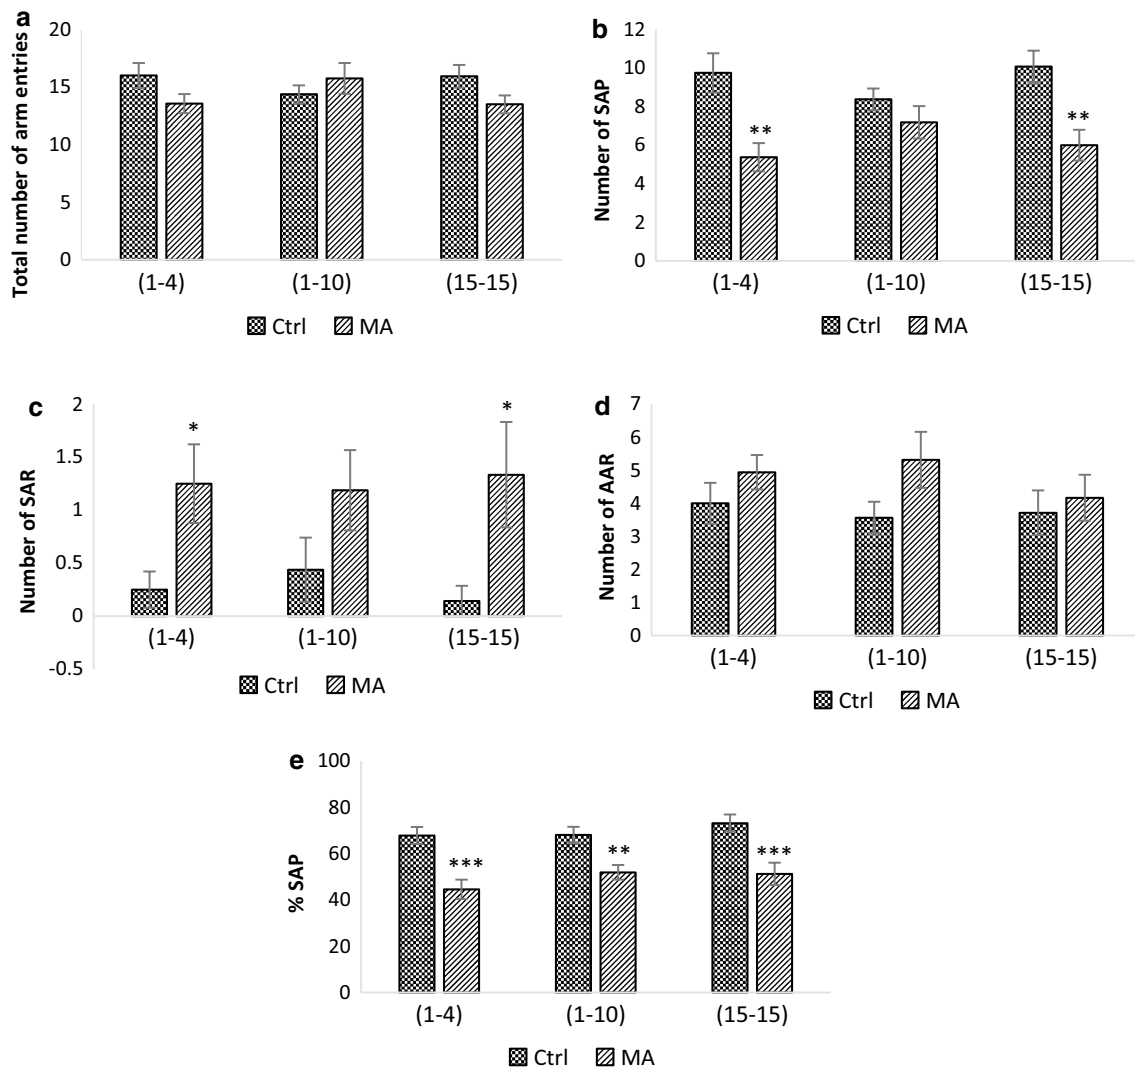 a
Total number of arm entries
20
15
10
5
0
(1-4) (1-10) (15-15)
Ctrl MA
b
Number of SAP
12
10
8
6
4
2
0
**
**
(1-4) (1-10) (15-15)
Ctrl MA
c
Number of SAR
2
1.5
1
0.5
0
-0.5
*
*
(1-4) (1-10) (15-15)
Ctrl MA
d
Number of AAR
7
6
5
4
3
2
1
0
(1-4) (1-10) (15-15)
Ctrl MA
e
% SAP
100
80
60
40
20
0
***
**
***
(1-4) (1-10) (15-15)
Ctrl MA